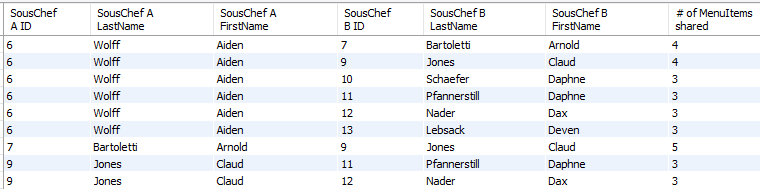 SousChef A ID SousChef A LastName SousChef A FirstName SousChef B ID SousChef B LastName SousChef B FirstName # of MenuItems shared
6 Wolff Aiden 7 Bartoletti Arnold 4
6 Wolff Aiden 9 Jones Claud 4
6 Wolff Aiden 10 Schaefer Daphne 3
6 Wolff Aiden 11 Pfannerstill Daphne 3
6 Wolff Aiden 12 Nader Dax 3
6 Wolff Aiden 13 Lebsack Deven 3
7 Bartoletti Arnold 9 Jones Claud 5
9 Jones Claud 11 Pfannerstill Daphne 3
9 Jones Claud 12 Nader Dax 3